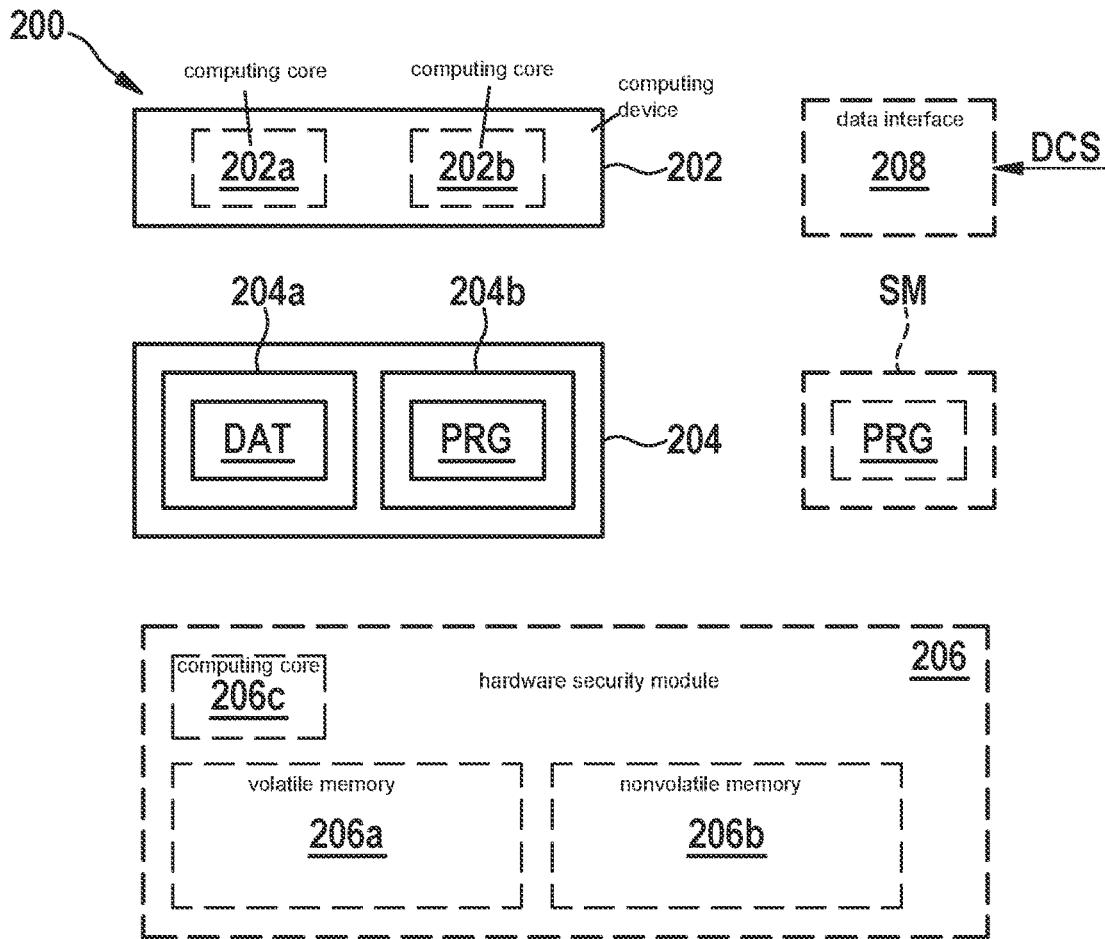 200
computing core
computing core
computing
device
data interface
202a
202b
202
208
DCS
204a
204b
SM
DAT
PRG
204
PRG
206
computing core
206c
hardware security module
volatile memory
nonvolatile memory
206a
206b